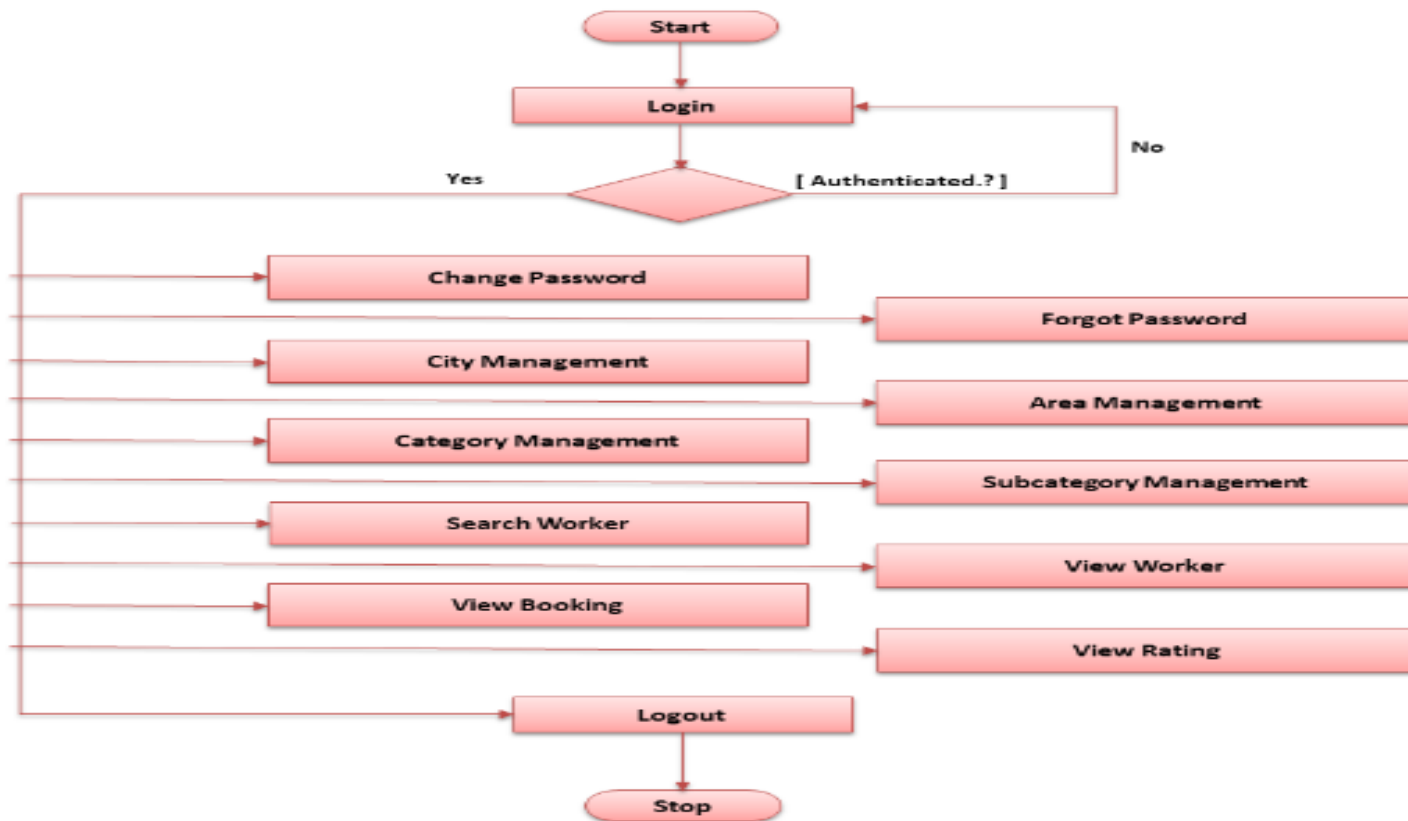 Start
Login
No
Yes
[ Authenticated.? ]
Change Password
Forgot Password
City Management
Area Management
Category Management
Subcategory Management
Search Worker
View Worker
View Booking
View Rating
Logout
Stop